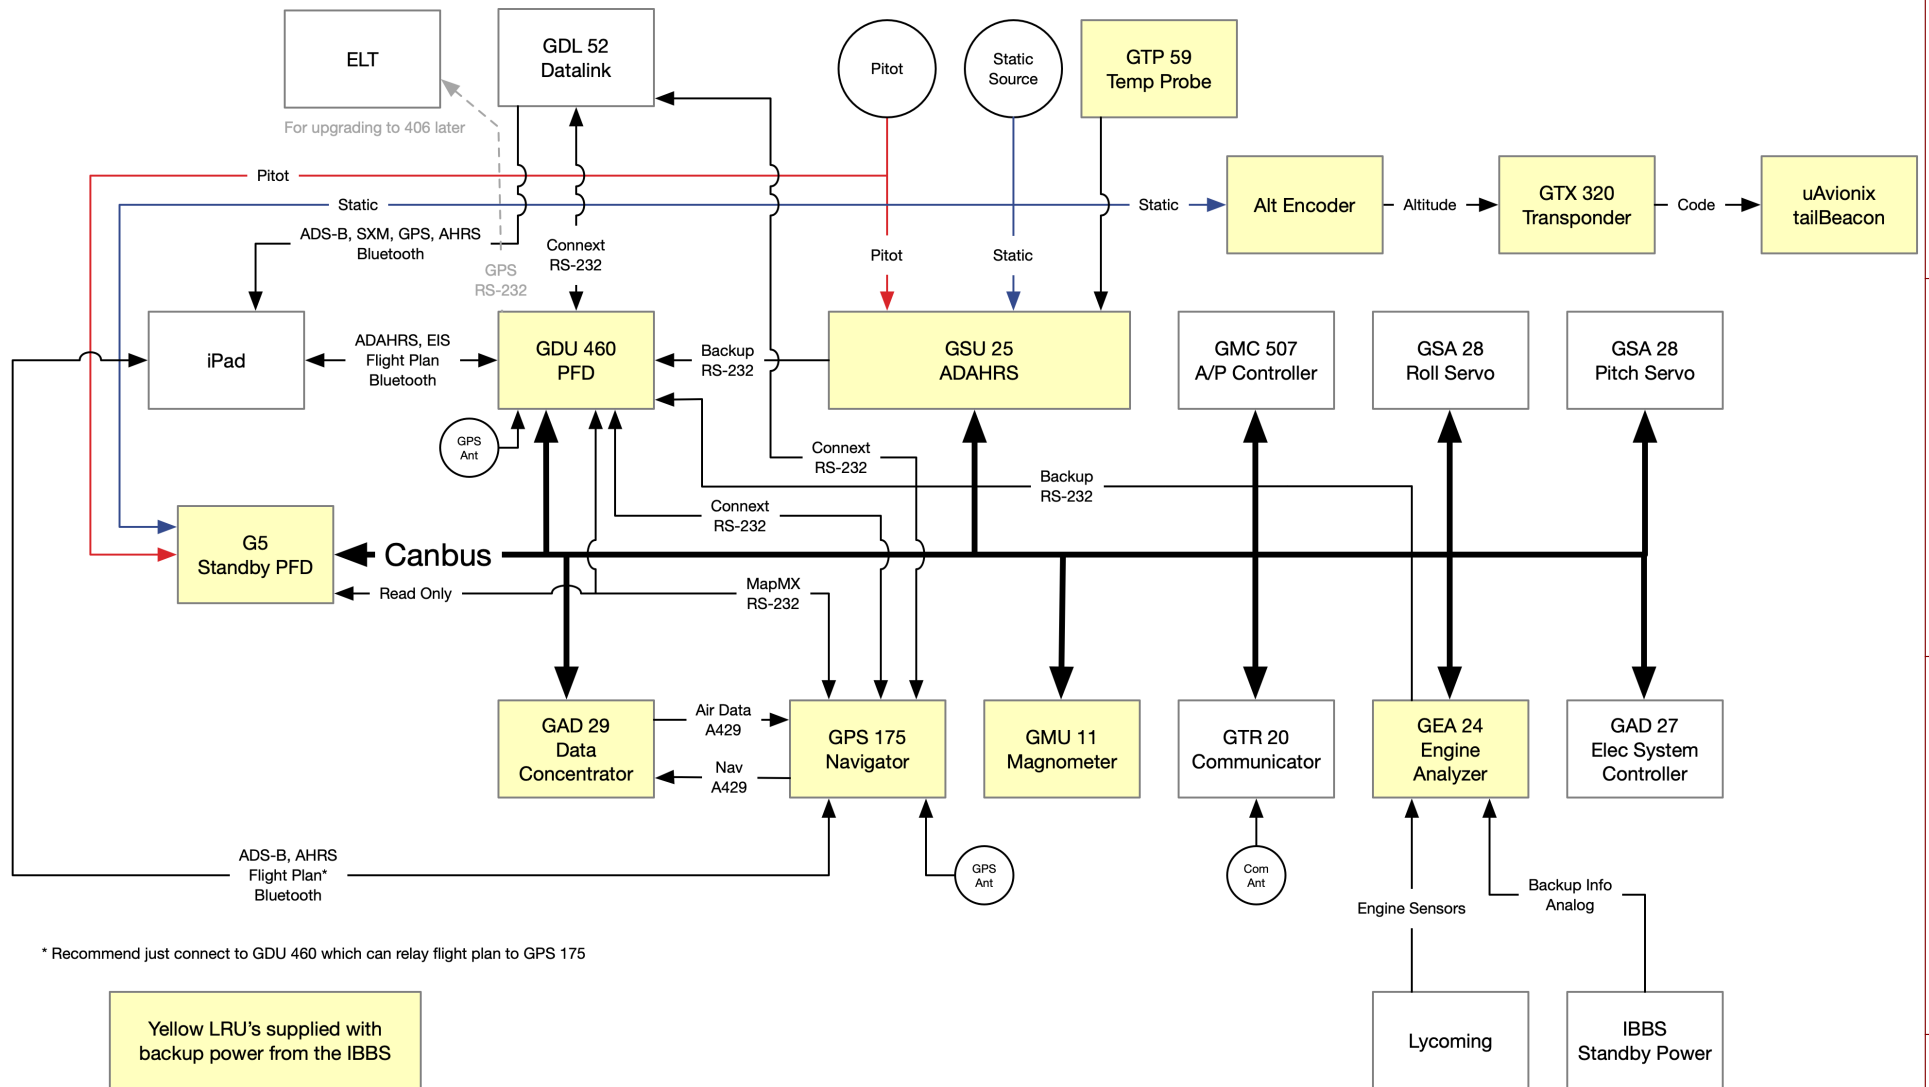 ELT
GDL 52
Datalink
Pitot
Static
Source
GTP 59
Temp Probe
For upgrading to 406 later
Pitot
Static
Static
Alt Encoder
Altitude
GTX 320
Transponder
Code
uAvionix
tailBeacon
ADS-B, SXM, GPS, AHRS
Bluetooth
Connext
RS-232
GPS
RS-232
Pitot
Static
iPad
ADAHRS, EIS
Flight Plan
Bluetooth
GDU 460
PFD
Backup
RS-232
GSU 25
ADAHRS
GMC 507
A/P Controller
GSA 28
Roll Servo
GSA 28
Pitch Servo
GPS
Ant
Connext
RS-232
Backup
RS-232
Connext
RS-232
G5
Standby PFD
Canbus
Read Only
MapMX
RS-232
GAD 29
Data
Concentrator
Air Data
A429
Nav
A429
GPS 175
Navigator
GMU 11
Magnometer
GTR 20
Communicator
GEA 24
Engine
Analyzer
GAD 27
Elec System
Controller
ADS-B, AHRS
Flight Plan*
Bluetooth
GPS
Ant
Com
Ant
Engine Sensors
Backup Info
Analog
* Recommend just connect to GDU 460 which can relay flight plan to GPS 175
Yellow LRU's supplied with
backup power from the IBBS
Lycoming
IBBS
Standby Power